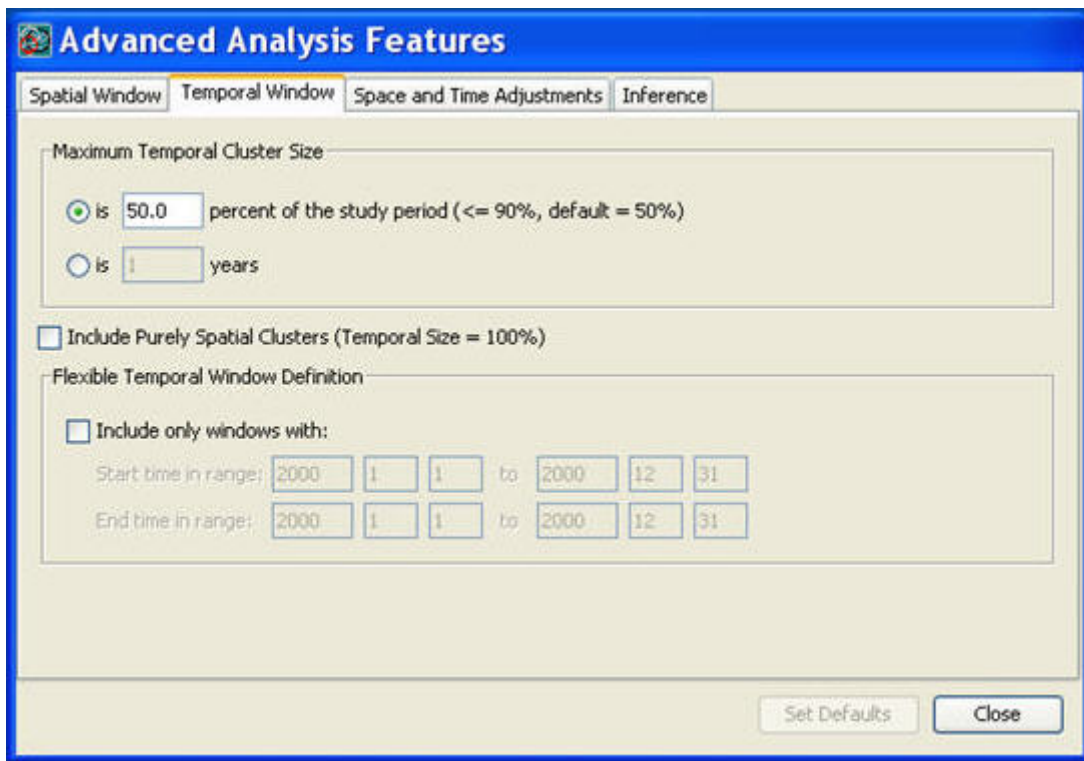 Advanced Analysis Features
Spatial Window Temporal Window Space and Time Adjustments Inference
Maximum Temporal Cluster Size
is 50.0 percent of the study period (<= 90%, default = 50%)
is 1 years
Include Purely Spatial Clusters (Temporal Size = 100%)
Flexible Temporal Window Definition
Include only windows with:
Start time in range: 2000 1 1 to 2000 12 31
End time in range: 2000 1 1 to 2000 12 31
Set Defaults Close